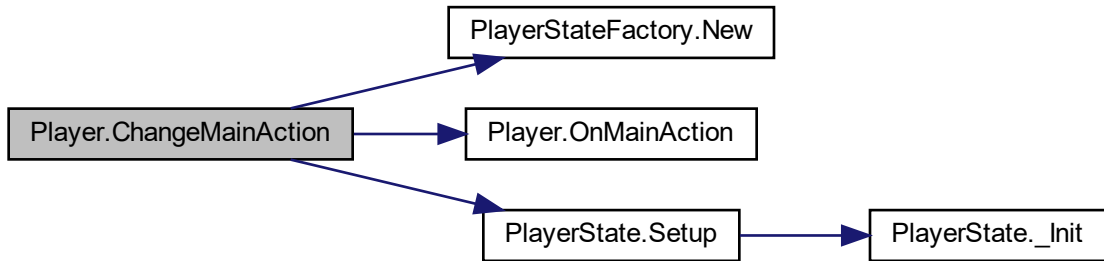 PlayerStateFactory.New
Player.ChangeMainAction
Player.OnMainAction
PlayerState.Setup
PlayerState._Init